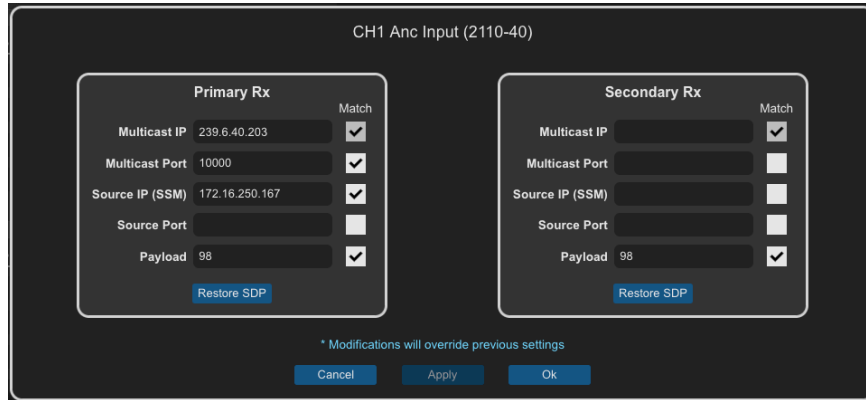 CH1 Anc Input (2110-40)
Primary Rx
Match
Multicast IP 239.6.40.203
Multicast Port 10000
Source IP (SSM) 172.16.250.167
Source Port
Payload 98
Restore SDP
Secondary Rx
Match
Multicast IP
Multicast Port
Source IP (SSM)
Source Port
Payload 98
Restore SDP
* Modifications will override previous settings
Cancel Apply Ok